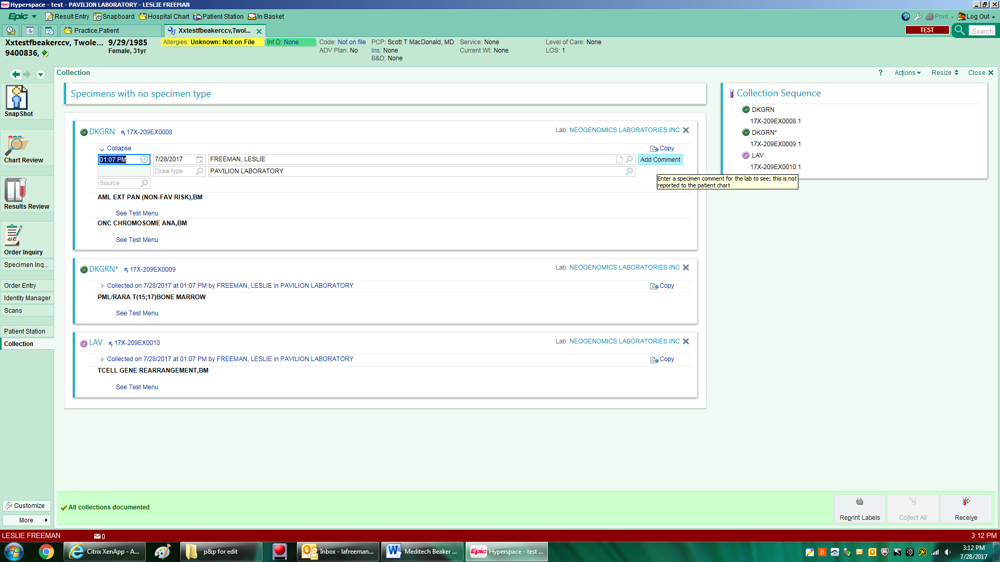 Hyperspace - test - PAVILION LABORATORY - LESLIE FREEMAN
Epic Result Entry Snapboard Hospital Chart Patient Station In Basket Print Log Out
Practice,Patient Xxtestfbeakerccv,Twol... TEST Search
Xxtestfbeakerccv, Twole... 9/29/1985 Allergies: Unknown: Not on File Inf D: None Code: Not on file PCP: Scott T MacDonald, MD Service: None Level of Care: None
9400836, Female, 31yr ADV Plan: No Ins: None Current Wt: None LOS: 1
B&D: None
Collection ? Actions Resize Close
Specimens with no specimen type
Collection Sequence
DKGRN
17X-209EX0008.1
DKGRN*
17X-209EX0009.1
LAV
17X-209EX0010.1
DKGRN 17X-209EX0008 Lab: NEOGENOMICS LABORATORIES INC
Collapse Copy
01:07 PM 7/28/2017 FREEMAN, LESLIE Add Comment
Draw type PAVILION LABORATORY
Source
Enter a specimen comment for the lab to see; this is not
reported to the patient chart
AML EXT PAN (NON-FAV RISK),BM
See Test Menu
ONC CHROMOSOME ANA,BM
See Test Menu
DKGRN* 17X-209EX0009 Lab: NEOGENOMICS LABORATORIES INC
Collected on 7/28/2017 at 01:07 PM by FREEMAN, LESLIE in PAVILION LABORATORY Copy
PML/RARA T(15;17)BONE MARROW
See Test Menu
LAV 17X-209EX0010 Lab: NEOGENOMICS LABORATORIES INC
Collected on 7/28/2017 at 01:07 PM by FREEMAN, LESLIE in PAVILION LABORATORY Copy
TCELL GENE REARRANGEMENT,BM
See Test Menu
SnapShot
Chart Review
Results Review
Order Inquiry
Specimen Inq...
Order Entry
Identity Manager
Scans
Patient Station
Collection
Customize
More
All collections documented
Reprint Labels Collect All Receive
LESLIE FREEMAN 0 3:12 PM
Citrix XenApp - A... p&p for edit Inbox - lafreeman... Meditech Beaker ... Epic Hyperspace - test ... 3:12 PM
7/28/2017